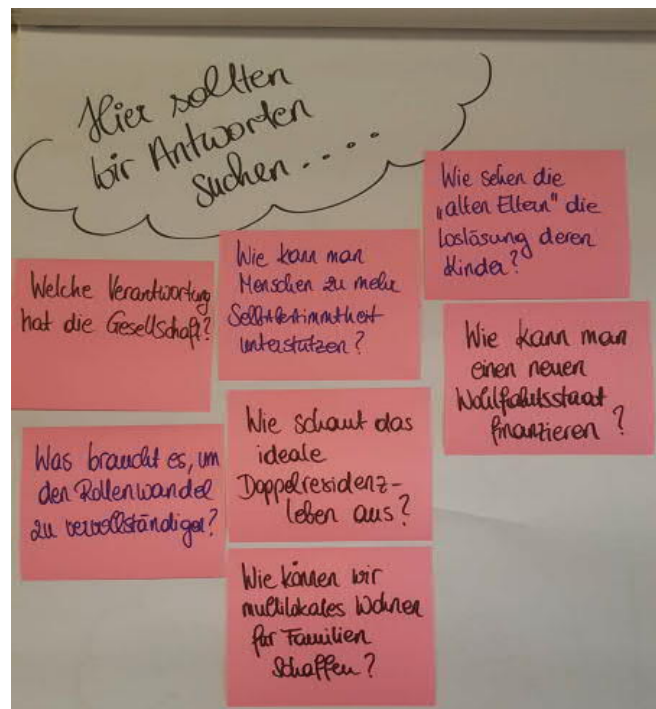 Hier sollten
wir Antworten
suchen....
Wie sehen die
„alten Eltern" die
Loslösung deren
Kinder?
Wie kann man
Menschen zu mehr
Selbstbestimmtheit
unterstützen?
Welche Verantwortung
hat die Gesellschaft?
Wie kann man
einen neuen
Wohlfahrtsstaat
finanzieren?
Wie schaut das
ideale
Doppelresidenz-
leben aus?
Was braucht es, um
den Rollenwandel
zu vervollständigen?
Wie können wir
multilokales Wohnen
für Familien
schaffen?